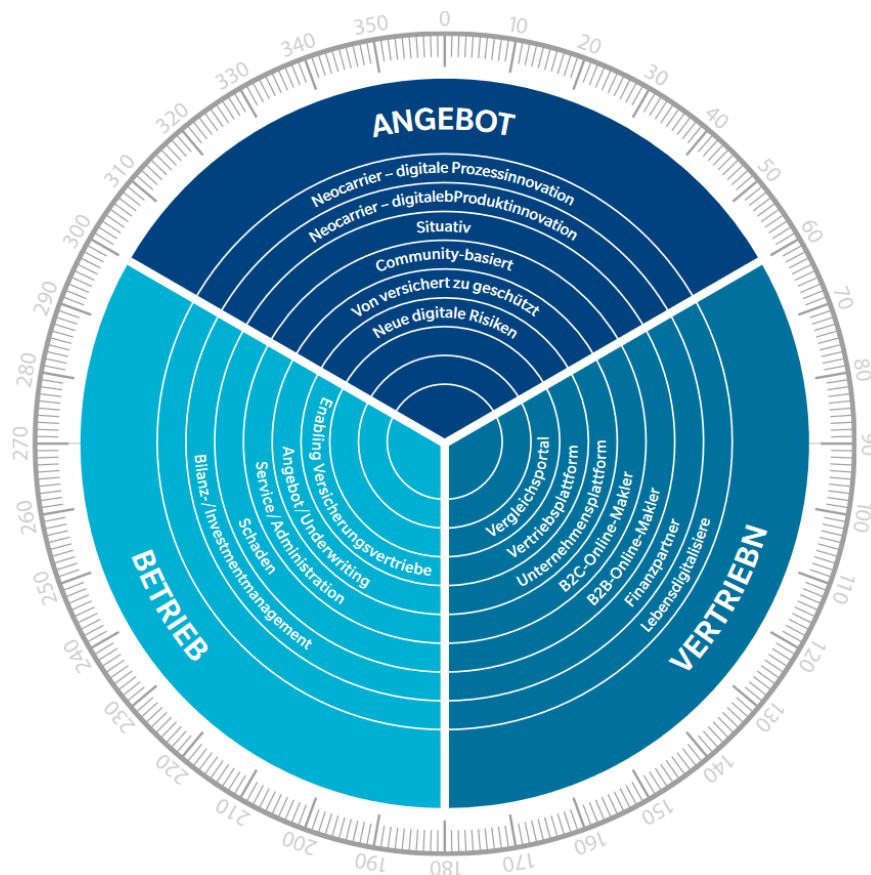 0
10
20
30
40
50
60
70
80
90
100
110
120
130
140
150
160
170
180
190
200
210
220
230
240
250
260
270
280
290
300
310
320
330
340
350
ANGEBOT
Neocarrier – digitale Prozessinnovation
Neocarrier – digitalebProduktinnovation
Situativ
Community-basiert
Von versichert zu geschützt
Neue digitale Risiken
VERTRIEBN
Vergleichsportal
Vertriebsplattform
Unternehmensplattform
B2C-Online-Makler
B2B-Online-Makler
Finanzpartner
Lebensdigitalisiere
BETRIEB
Enabling Versicherungsvertriebe
Angebot/Underwriting
Service/Administration
Schaden
Bilanz-/Investmentmanagement